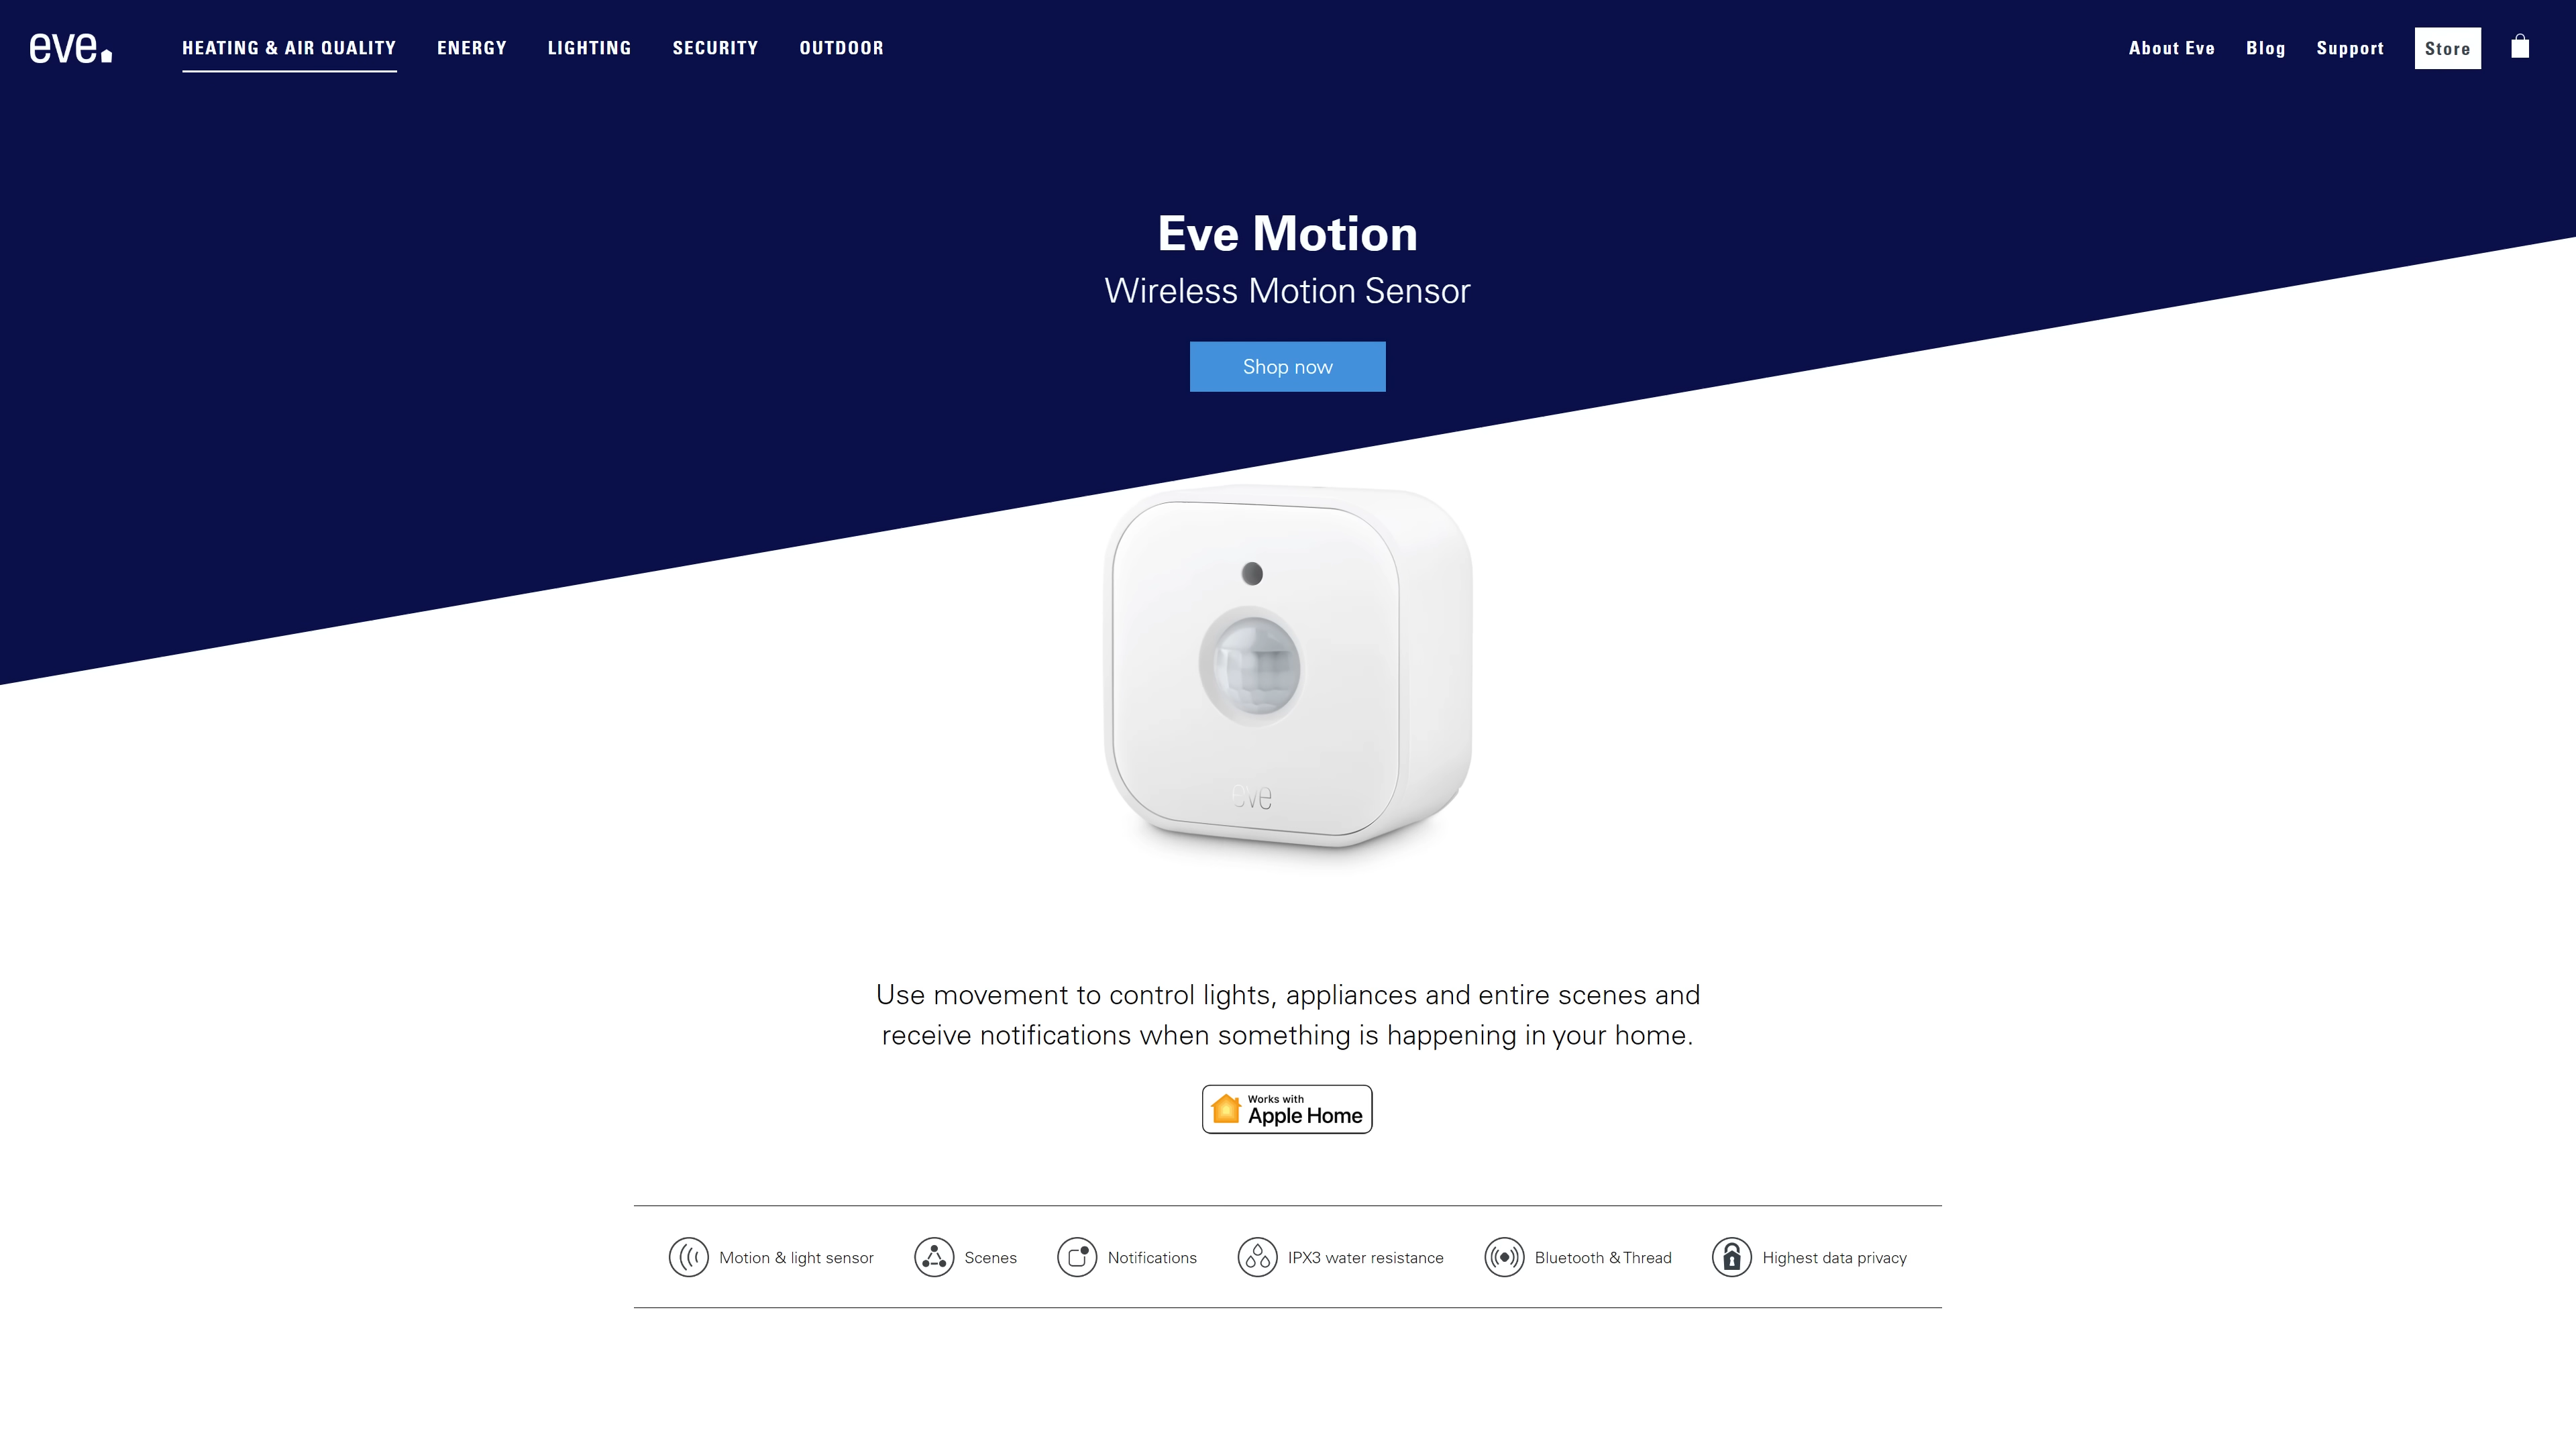 eve
HEATING & AIR QUALITY
ENERGY
LIGHTING
SECURITY
OUTDOOR
About Eve
Blog
Support
Store
Eve Motion
Wireless Motion Sensor
Shop now
eve
Use movement to control lights, appliances and entire scenes and
receive notifications when something is happening in your home.
Works with
Apple Home
Motion & light sensor
Scenes
Notifications
IPX3 water resistance
Bluetooth & Thread
Highest data privacy